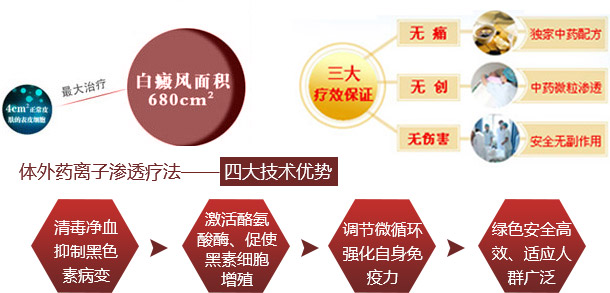 4cm²正常皮
肤的表皮细胞
最大治疗
白癜风面积
680cm²
三大
疗效保证
无痛
独家中药配方
无创
中药微粒渗透
无伤害
安全无副作用
体外药离子渗透疗法——四大技术优势
清毒净血
抑制黑色
素病变
激活酪氨
酸酶、促使
黑素细胞
增殖
调节微循环
强化自身免
疫力
绿色安全高
效、适应人
群广泛